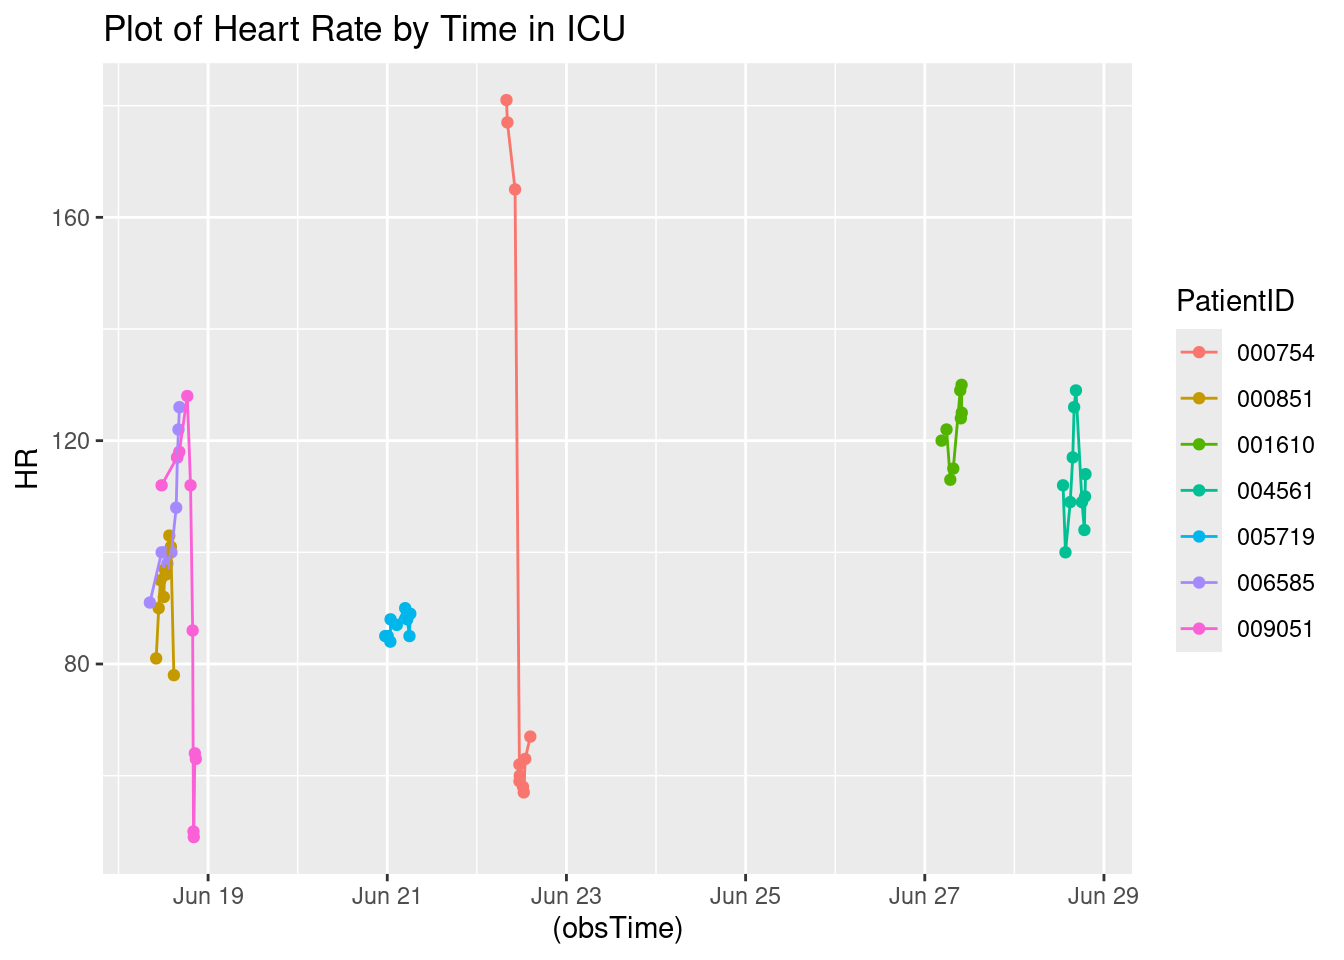 Plot of Heart Rate by Time in ICU
HR
160
120
80
Jun 19
Jun 21
Jun 23
Jun 25
Jun 27
Jun 29
(obsTime)
PatientID
000754
000851
001610
004561
005719
006585
009051